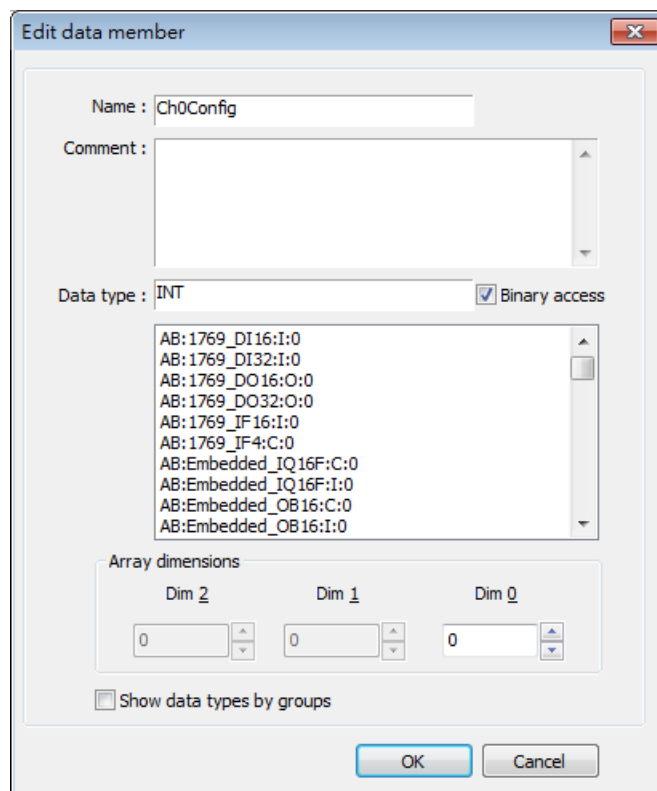 Edit data member
Name : Ch0Config
Comment :
Data type : INT Binary access
AB:1769_DI16:I:0
AB:1769_DI32:I:0
AB:1769_DO16:O:0
AB:1769_DO32:O:0
AB:1769_IF16:I:0
AB:1769_IF4:C:0
AB:Embedded_IQ16F:C:0
AB:Embedded_IQ16F:I:0
AB:Embedded_OB16:C:0
AB:Embedded_OB16:I:0
Array dimensions
Dim 2 Dim 1 Dim 0
0 0 0
Show data types by groups
OK Cancel